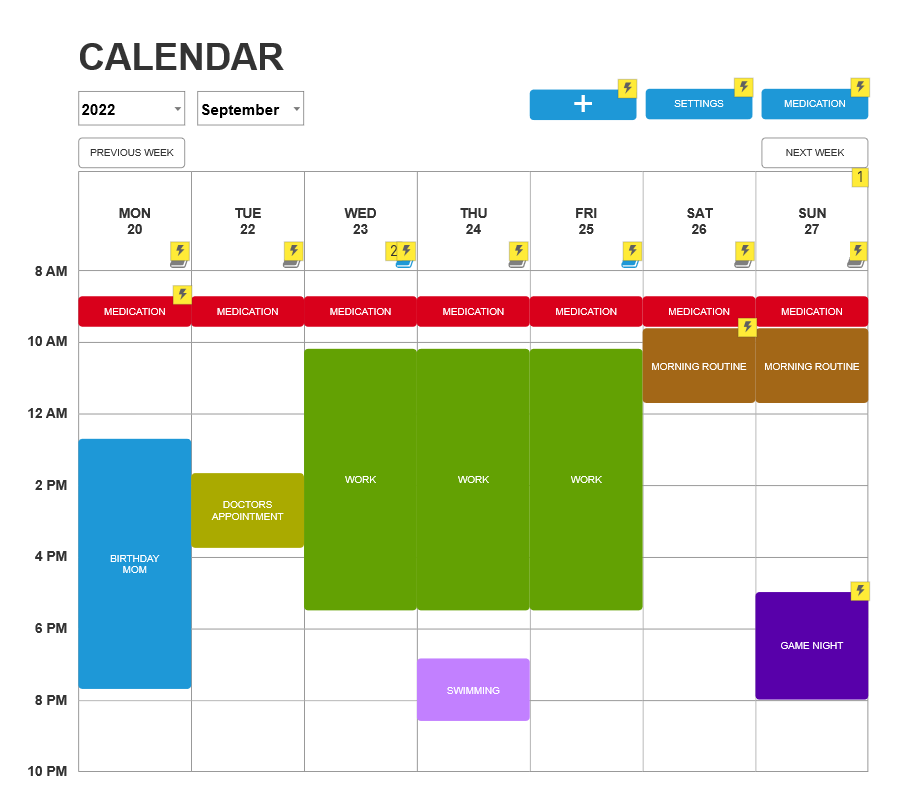 CALENDAR
2022
September
+
SETTINGS
MEDICATION
PREVIOUS WEEK
NEXT WEEK
1
MON
20
TUE
22
WED
23
THU
24
FRI
25
SAT
26
SUN
27
2
8 AM
MEDICATION
MEDICATION
MEDICATION
MEDICATION
MEDICATION
MEDICATION
MEDICATION
10 AM
MORNING ROUTINE
MORNING ROUTINE
12 AM
WORK
WORK
WORK
2 PM
DOCTORS
APPOINTMENT
4 PM
BIRTHDAY
MOM
6 PM
GAME NIGHT
SWIMMING
8 PM
10 PM